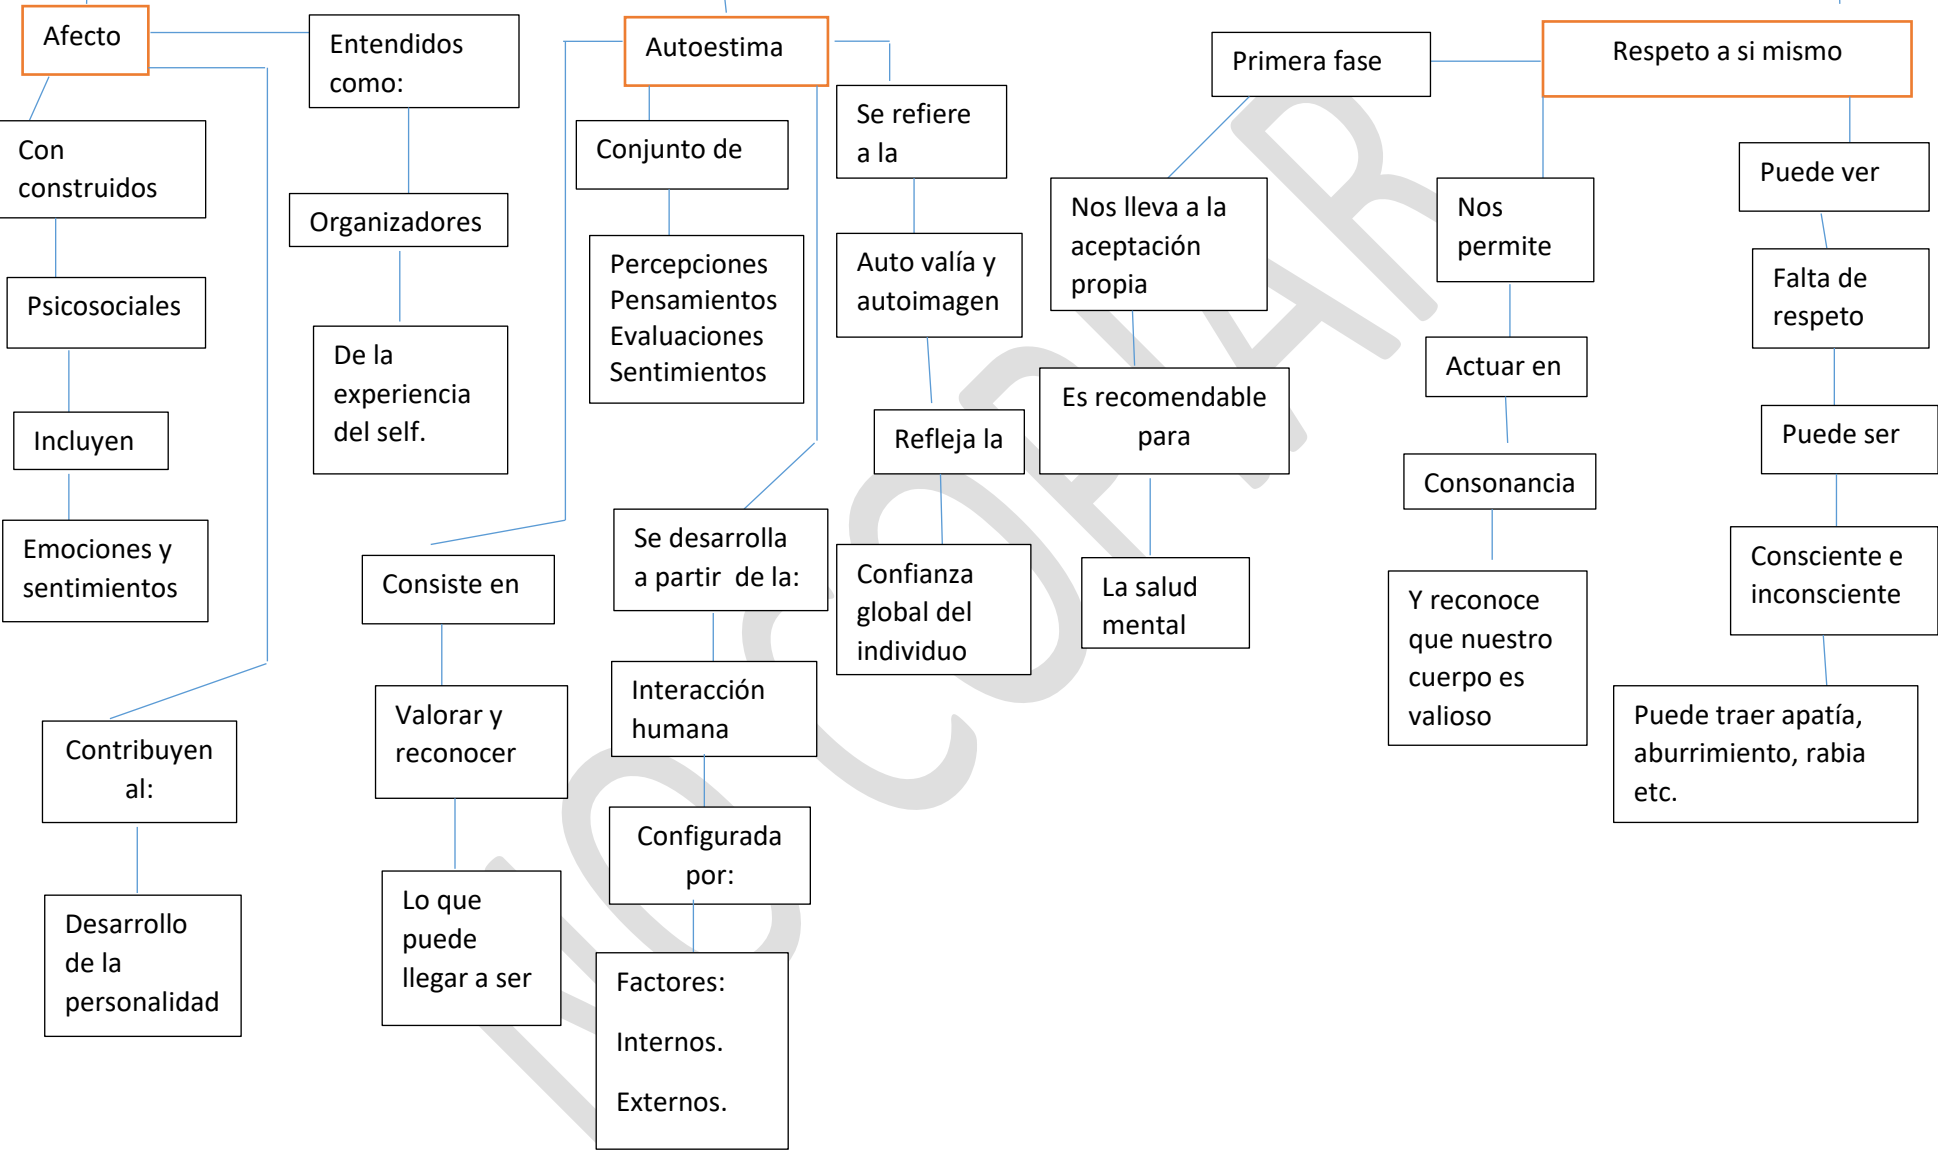 Afecto
Entendidos
como:
Con
construidos
Organizadores
Psicosociales
De la
experiencia
del self.
Incluyen
Emociones y
sentimientos
Contribuyen
al:
Desarrollo
de la
personalidad
Autoestima
Conjunto de
Percepciones
Pensamientos
Evaluaciones
Sentimientos
Se refiere
a la
Auto valía y
autoimagen
Refleja la
Confianza
global del
individuo
Consiste en
Valorar y
reconocer
Lo que
puede
llegar a ser
Se desarrolla
a partir  de la:
Interacción
humana
Configurada
por:
Factores:
Internos.
Externos.
Respeto a si mismo
Primera fase
Nos lleva a la
aceptación
propia
Es recomendable
para
La salud
mental
Nos
permite
Actuar en
Consonancia
Y reconoce
que nuestro
cuerpo es
valioso
Puede ver
Falta de
respeto
Puede ser
Consciente e
inconsciente
Puede traer apatía,
aburrimiento, rabia
etc.
NO COPIAR